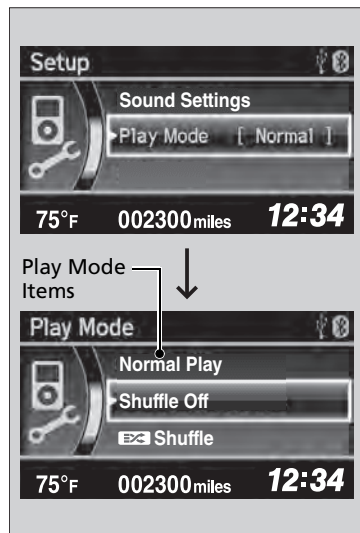 Setup
Sound Settings
Play Mode [ Normal ]
75°F 002300 miles 12:34
Play Mode
Items
Play Mode
Normal Play
Shuffle Off
Shuffle
75°F 002300 miles 12:34